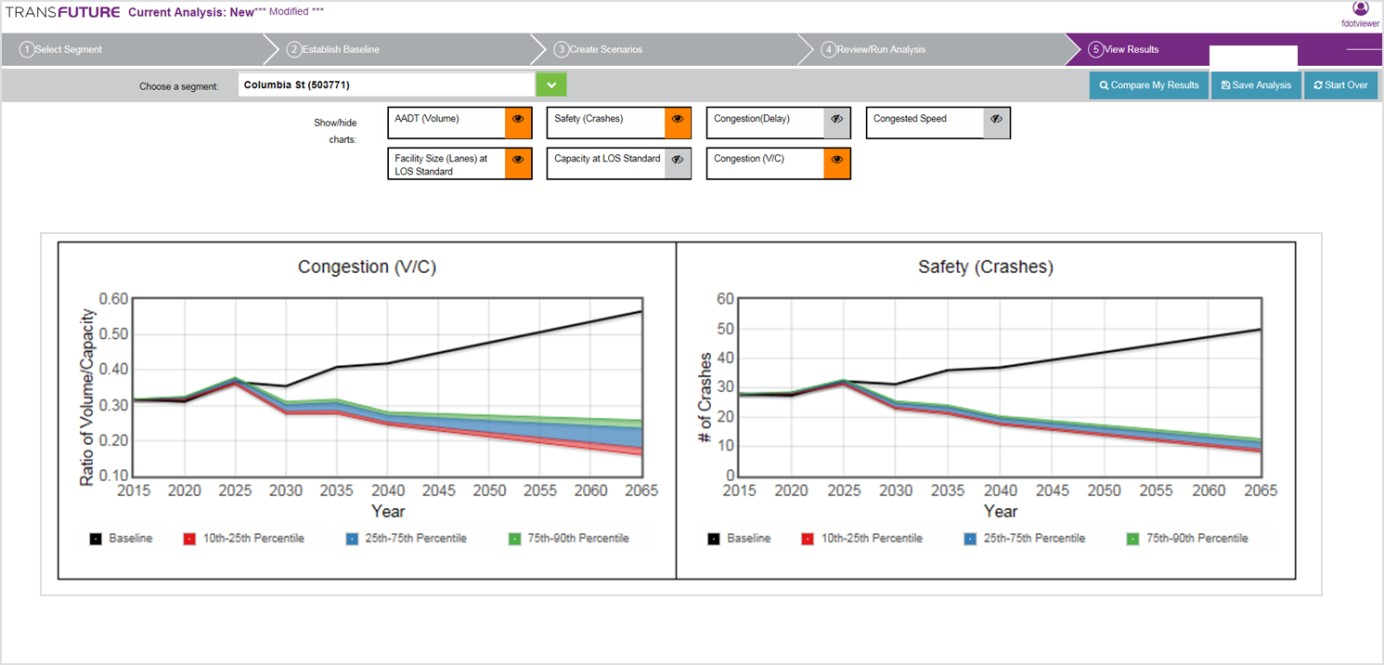 TRANSFUTURE Current Analysis: New*** Modified ***
fdotviewer
1 Select Segment
2 Establish Baseline
3 Create Scenarios
4 Review/Run Analysis
5 View Results
Choose a segment:
Columbia St (503771)
Compare My Results
Save Analysis
Start Over
Show/hide
charts:
AADT (Volume)
Safety (Crashes)
Congestion(Delay)
Congested Speed
Facility Size (Lanes) at
LOS Standard
Capacity at LOS Standard
Congestion (V/C)
Congestion (V/C)
Ratio of Volume/Capacity
0.60
0.50
0.40
0.30
0.20
0.10
2015 2020 2025 2030 2035 2040 2045 2050 2055 2060 2065
Year
Baseline 10th-25th Percentile 25th-75th Percentile 75th-90th Percentile
Safety (Crashes)
# of Crashes
60
50
40
30
20
10
0
2015 2020 2025 2030 2035 2040 2045 2050 2055 2060 2065
Year
Baseline 10th-25th Percentile 25th-75th Percentile 75th-90th Percentile